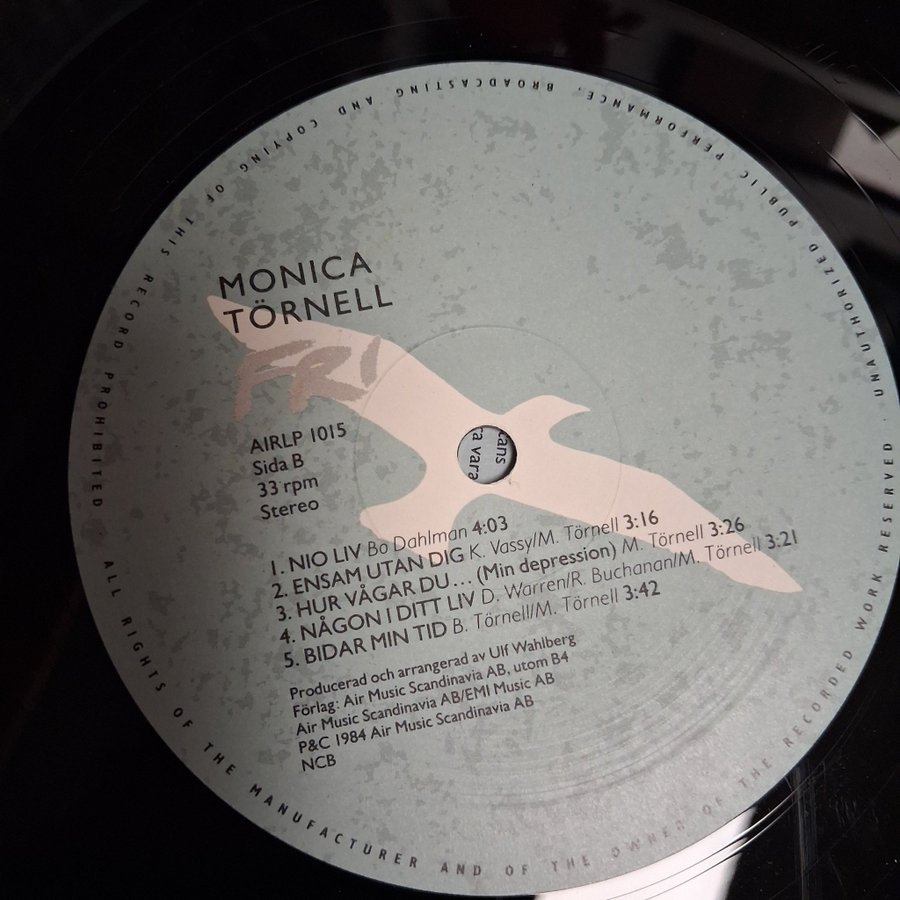 MONICA
TÖRNELL
FRI
AIRLP 1015
Sida B
33 rpm
Stereo
1. NIO LIV Bo Dahlman 4:03
2. ENSAM UTAN DIG K. Vassy/M. Törnell 3:16
3. HUR VÅGAR DU... (Min depression) M. Törnell 3:26
4. NÅGON I DITT LIV D. Warren/R. Buchanan/M. Törnell 3:21
5. BIDAR MIN TID B. Törnell/M. Törnell 3:42
Producerad och arrangerad av Ulf Wahlberg
Förlag: Air Music Scandinavia AB, utom B4
Air Music Scandinavia AB/EMI Music AB
P&C 1984 Air Music Scandinavia AB
NCB
ALL RIGHTS OF THE MANUFACTURER AND OF THE OWNER OF THE RECORDED WORK RESERVED · UNAUTHORIZED PUBLIC PERFORMANCE, BROADCASTING AND COPYING OF THIS RECORD PROHIBITED ·
ra vara